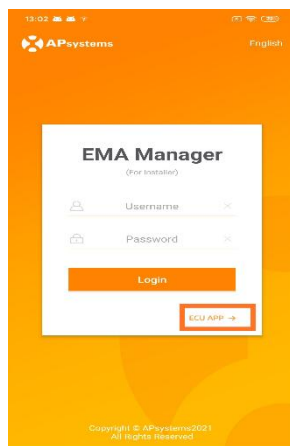 13:02
APsystems
English
EMA Manager
(For Installer)
Username
Password
Login
ECU APP →
Copyright © APsystems2021
All Rights Reserved